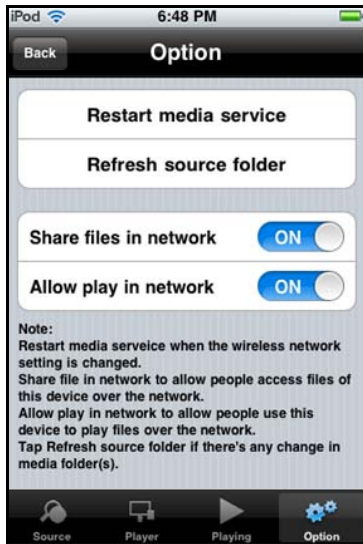 iPod 6:48 PM
Back Option
Restart media service
Refresh source folder
Share files in network ON
Allow play in network ON
Note:
Restart media serveice when the wireless network
setting is changed.
Share file in network to allow people access files of
this device over the network.
Allow play in network to allow people use this
device to play files over the network.
Tap Refresh source folder if there's any change in
media folder(s).
Source Player Playing Option